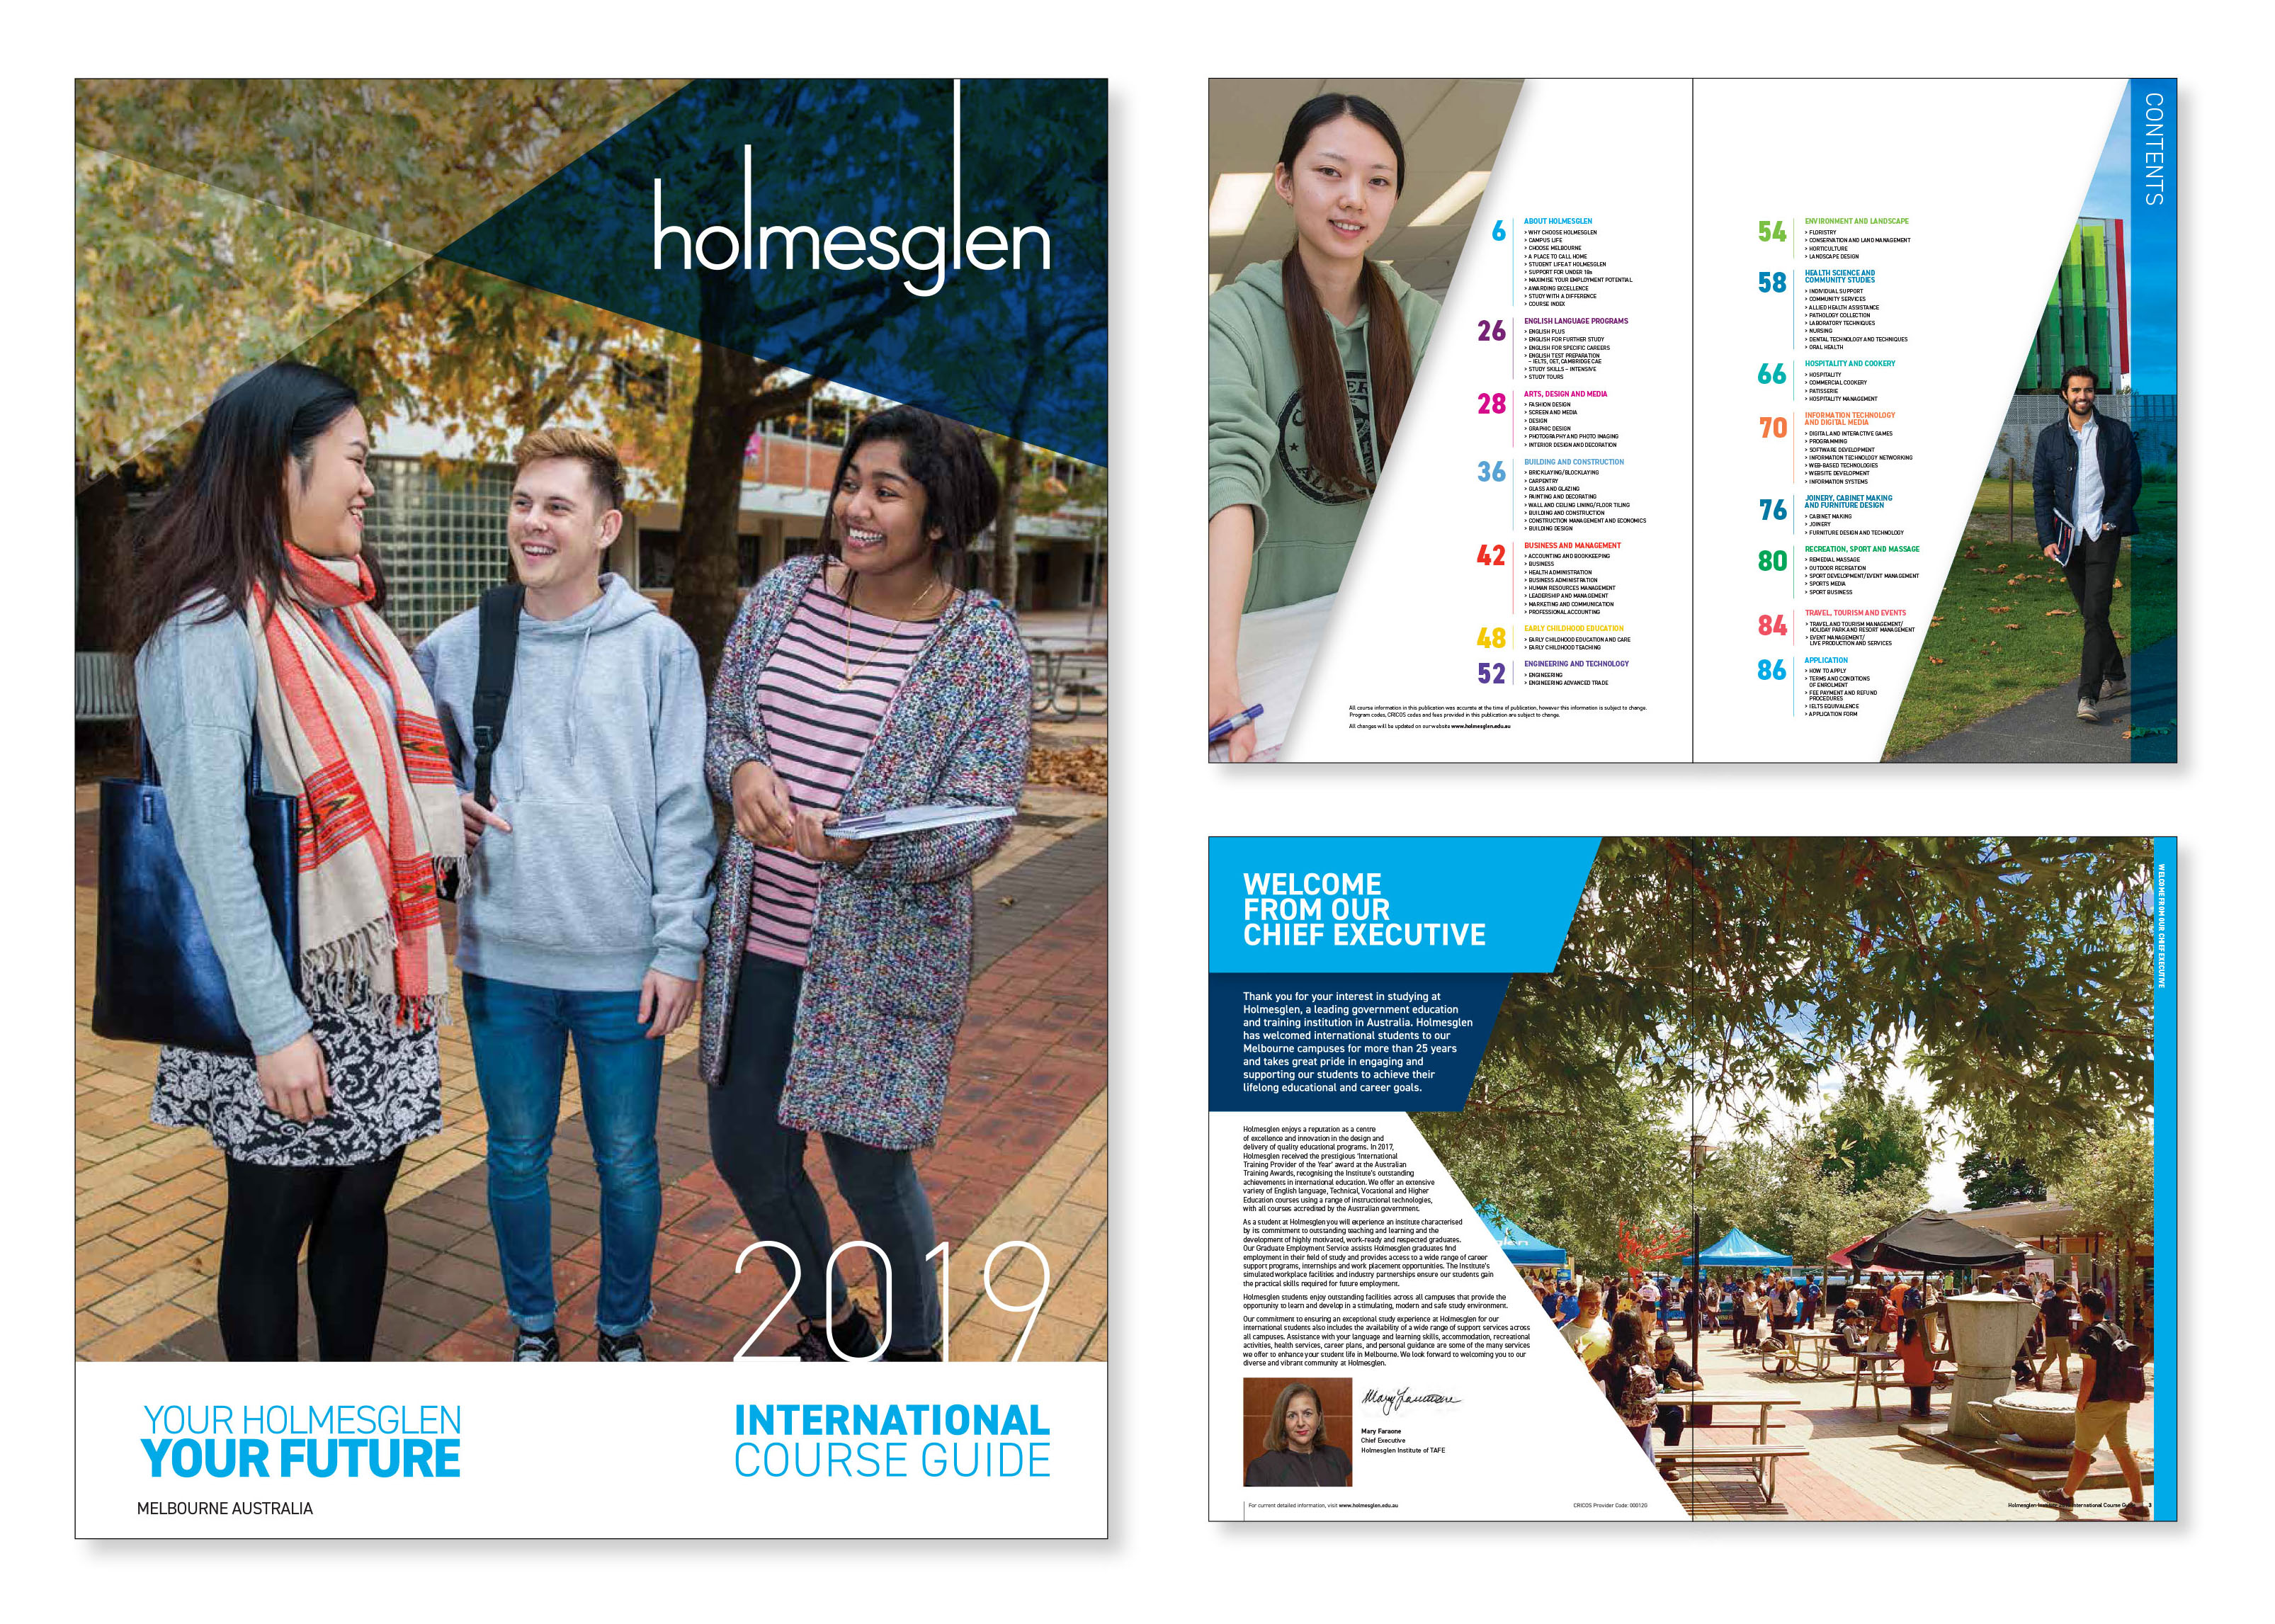 holmesglen
2019
YOUR HOLMESGLEN
YOUR FUTURE
MELBOURNE AUSTRALIA
INTERNATIONAL
COURSE GUIDE
CONTENTS
6
ABOUT HOLMESGLEN
> WHY CHOOSE HOLMESGLEN
> CAMPUS LIFE
> CHOOSE MELBOURNE
> A PLACE TO CALL HOME
> STUDENT LIFE AT HOLMESGLEN
> SUPPORT FOR UNDER 18s
> MAXIMISE YOUR EMPLOYMENT POTENTIAL
> AWARDING EXCELLENCE
> STUDY WITH A DIFFERENCE
> COURSE INDEX
26
ENGLISH LANGUAGE PROGRAMS
> ENGLISH PLUS
> ENGLISH FOR FURTHER STUDY
> ENGLISH FOR SPECIFIC CAREERS
> ENGLISH TEST PREPARATION
– IELTS, OET, CAMBRIDGE CAE
> STUDY SKILLS – INTENSIVE
> STUDY TOURS
28
ARTS, DESIGN AND MEDIA
> FASHION DESIGN
> SCREEN AND MEDIA
> DESIGN
> GRAPHIC DESIGN
> PHOTOGRAPHY AND PHOTO IMAGING
> INTERIOR DESIGN AND DECORATION
36
BUILDING AND CONSTRUCTION
> BRICKLAYING/BLOCKLAYING
> CARPENTRY
> GLASS AND GLAZING
> PAINTING AND DECORATING
> WALL AND CEILING LINING/FLOOR TILING
> BUILDING AND CONSTRUCTION
> CONSTRUCTION MANAGEMENT AND ECONOMICS
> BUILDING DESIGN
42
BUSINESS AND MANAGEMENT
> ACCOUNTING AND BOOKKEEPING
> BUSINESS
> HEALTH ADMINISTRATION
> BUSINESS ADMINISTRATION
> HUMAN RESOURCES MANAGEMENT
> LEADERSHIP AND MANAGEMENT
> MARKETING AND COMMUNICATION
> PROFESSIONAL ACCOUNTING
48
EARLY CHILDHOOD EDUCATION
> EARLY CHILDHOOD EDUCATION AND CARE
> EARLY CHILDHOOD TEACHING
52
ENGINEERING AND TECHNOLOGY
> ENGINEERING
> ENGINEERING ADVANCED TRADE
All course information in this publication was accurate at the time of publication, however this information is subject to change.
Program codes, CRICOS codes and fees provided in this publication are subject to change.
All changes will be updated on our website www.holmesglen.edu.au
54
ENVIRONMENT AND LANDSCAPE
> FLORISTRY
> CONSERVATION AND LAND MANAGEMENT
> HORTICULTURE
> LANDSCAPE DESIGN
58
HEALTH SCIENCE AND
COMMUNITY STUDIES
> INDIVIDUAL SUPPORT
> COMMUNITY SERVICES
> ALLIED HEALTH ASSISTANCE
> PATHOLOGY COLLECTION
> LABORATORY TECHNIQUES
> NURSING
> DENTAL TECHNOLOGY AND TECHNIQUES
> ORAL HEALTH
66
HOSPITALITY AND COOKERY
> HOSPITALITY
> COMMERCIAL COOKERY
> PATISSERIE
> HOSPITALITY MANAGEMENT
70
INFORMATION TECHNOLOGY
AND DIGITAL MEDIA
> DIGITAL AND INTERACTIVE GAMES
> PROGRAMMING
> SOFTWARE DEVELOPMENT
> INFORMATION TECHNOLOGY NETWORKING
> WEB-BASED TECHNOLOGIES
> WEBSITE DEVELOPMENT
> INFORMATION SYSTEMS
76
JOINERY, CABINET MAKING
AND FURNITURE DESIGN
> CABINET MAKING
> JOINERY
> FURNITURE DESIGN AND TECHNOLOGY
80
RECREATION, SPORT AND MASSAGE
> REMEDIAL MASSAGE
> OUTDOOR RECREATION
> SPORT DEVELOPMENT/EVENT MANAGEMENT
> SPORTS MEDIA
> SPORT BUSINESS
84
TRAVEL, TOURISM AND EVENTS
> TRAVEL AND TOURISM MANAGEMENT/
HOLIDAY PARK AND RESORT MANAGEMENT
> EVENT MANAGEMENT/
LIVE PRODUCTION AND SERVICES
86
APPLICATION
> HOW TO APPLY
> TERMS AND CONDITIONS
OF ENROLMENT
> FEE PAYMENT AND REFUND
PROCEDURES
> IELTS EQUIVALENCE
> APPLICATION FORM
WELCOME
FROM OUR
CHIEF EXECUTIVE
Thank you for your interest in studying at
Holmesglen, a leading government education
and training institution in Australia. Holmesglen
has welcomed international students to our
Melbourne campuses for more than 25 years
and takes great pride in engaging and
supporting our students to achieve their
lifelong educational and career goals.
Holmesglen enjoys a reputation as a centre
of excellence and innovation in the design and
delivery of quality educational programs. In 2017,
Holmesglen received the prestigious 'International
Training Provider of the Year' award at the Australian
Training Awards, recognising the Institute's outstanding
achievements in international education. We offer an extensive
variety of English language, Technical, Vocational and Higher
Education courses using a range of instructional technologies,
with all courses accredited by the Australian government.
As a student at Holmesglen you will experience an institute characterised
by its commitment to outstanding teaching and learning and the
development of highly motivated, work-ready and respected graduates.
Our Graduate Employment Service assists Holmesglen graduates find
employment in their field of study and provides access to a wide range of career
support programs, internships and work placement opportunities. The Institute's
simulated workplace facilities and industry partnerships ensure our students gain
the practical skills required for future employment.
Holmesglen students enjoy outstanding facilities across all campuses that provide the
opportunity to learn and develop in a stimulating, modern and safe study environment.
Our commitment to ensuring an exceptional study experience at Holmesglen for our
international students also includes the availability of a wide range of support services across
all campuses. Assistance with your language and learning skills, accommodation, recreational
activities, health services, career plans, and personal guidance are some of the many services
we offer to enhance your student life in Melbourne. We look forward to welcoming you to our
diverse and vibrant community at Holmesglen.
Mary Faraone
Mary Faraone
Chief Executive
Holmesglen Institute of TAFE
For current detailed information, visit www.holmesglen.edu.au
CRICOS Provider Code: 00012G
WELCOME FROM OUR CHIEF EXECUTIVE
Holmesglen International Course
3